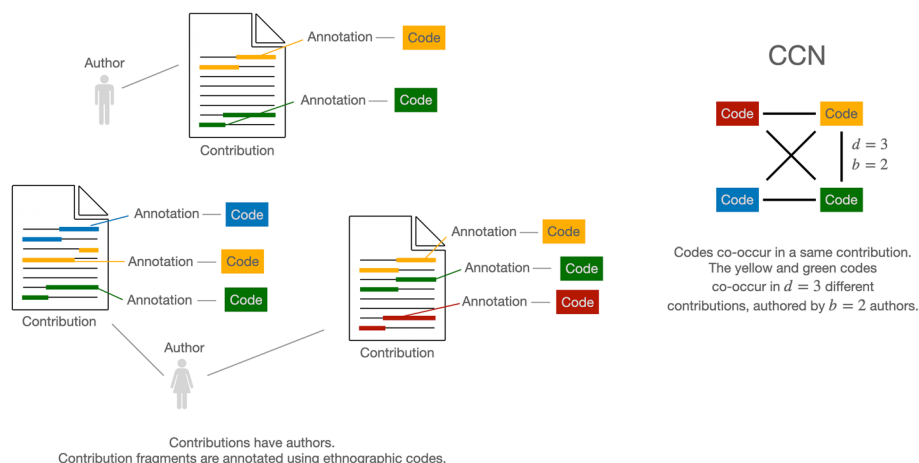 Author
Annotation
Code
Annotation
Code
Contribution
Annotation
Code
Annotation
Code
Annotation
Code
Contribution
Annotation
Code
Annotation
Code
Annotation
Code
Contribution
Author
Contributions have authors.
Contribution fragments are annotated using ethnographic codes.
CCN
Code
Code
d = 3
b = 2
Code
Code
Codes co-occur in a same contribution.
The yellow and green codes
co-occur in d = 3 different
contributions, authored by b = 2 authors.